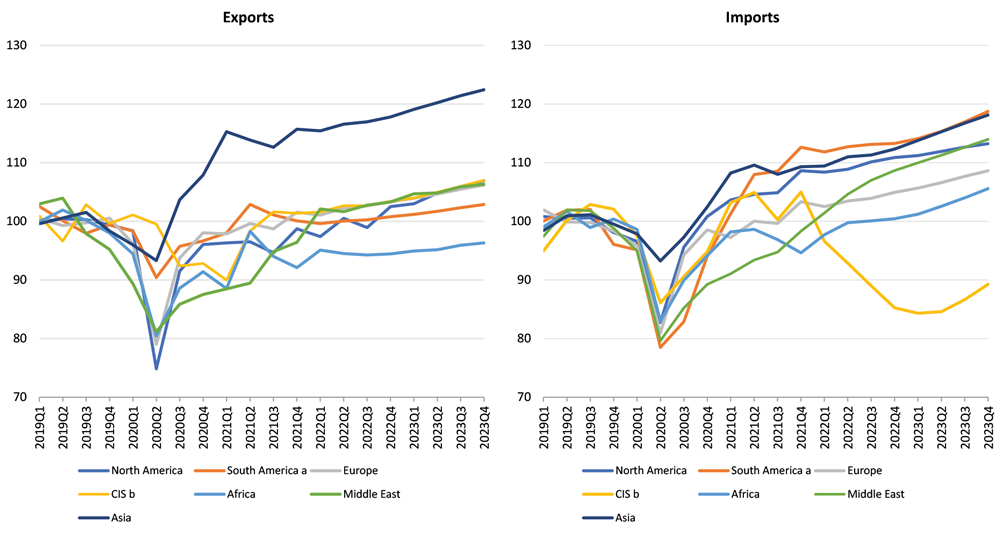 Exports
130
120
110
100
90
80
70
2019Q1
2019Q2
2019Q3
2019Q4
2020Q1
2020Q2
2020Q3
2020Q4
2021Q1
2021Q2
2021Q3
2021Q4
2022Q1
2022Q2
2022Q3
2022Q4
2023Q1
2023Q2
2023Q3
2023Q4
North America South America a Europe
CIS b Africa Middle East
Asia
Imports
130
120
110
100
90
80
70
2019Q1
2019Q2
2019Q3
2019Q4
2020Q1
2020Q2
2020Q3
2020Q4
2021Q1
2021Q2
2021Q3
2021Q4
2022Q1
2022Q2
2022Q3
2022Q4
2023Q1
2023Q2
2023Q3
2023Q4
North America South America a Europe
CIS b Africa Middle East
Asia